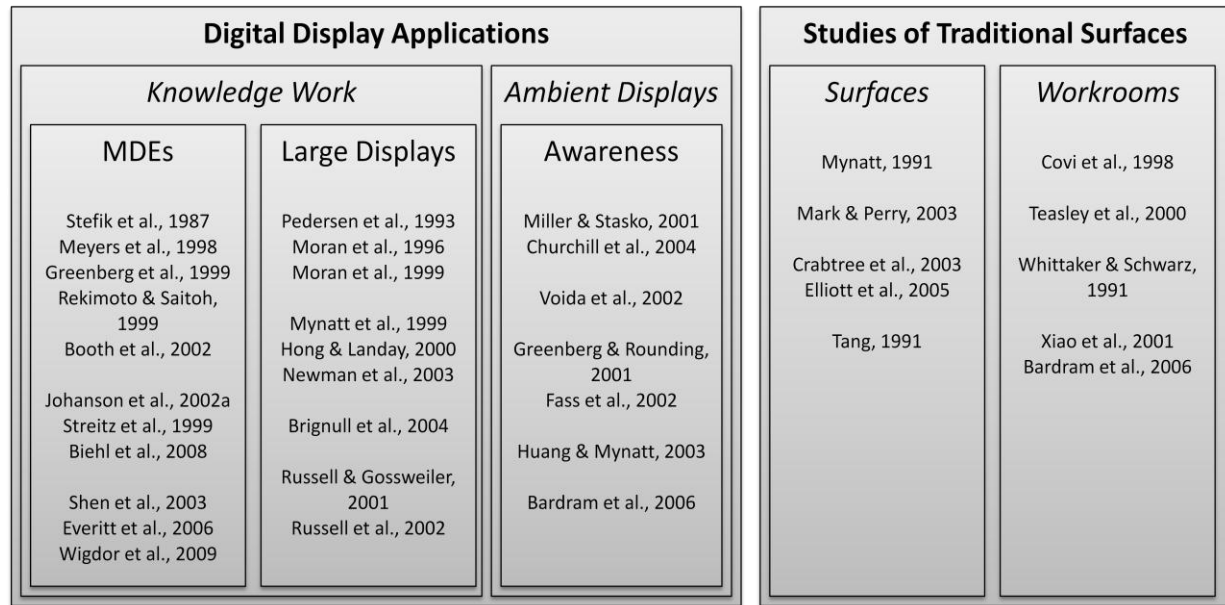 Digital Display Applications
Knowledge Work
MDEs
Stefik et al., 1987
Meyers et al., 1998
Greenberg et al., 1999
Rekimoto & Saitoh,
1999
Booth et al., 2002
Johanson et al., 2002a
Streitz et al., 1999
Biehl et al., 2008
Shen et al., 2003
Everitt et al., 2006
Wigdor et al., 2009
Large Displays
Pedersen et al., 1993
Moran et al., 1996
Moran et al., 1999
Mynatt et al., 1999
Hong & Landay, 2000
Newman et al., 2003
Brignull et al., 2004
Russell & Gossweiler,
2001
Russell et al., 2002
Ambient Displays
Awareness
Miller & Stasko, 2001
Churchill et al., 2004
Voida et al., 2002
Greenberg & Rounding,
2001
Fass et al., 2002
Huang & Mynatt, 2003
Bardram et al., 2006
Studies of Traditional Surfaces
Surfaces
Mynatt, 1991
Mark & Perry, 2003
Crabtree et al., 2003
Elliott et al., 2005
Tang, 1991
Workrooms
Covi et al., 1998
Teasley et al., 2000
Whittaker & Schwarz,
1991
Xiao et al., 2001
Bardram et al., 2006